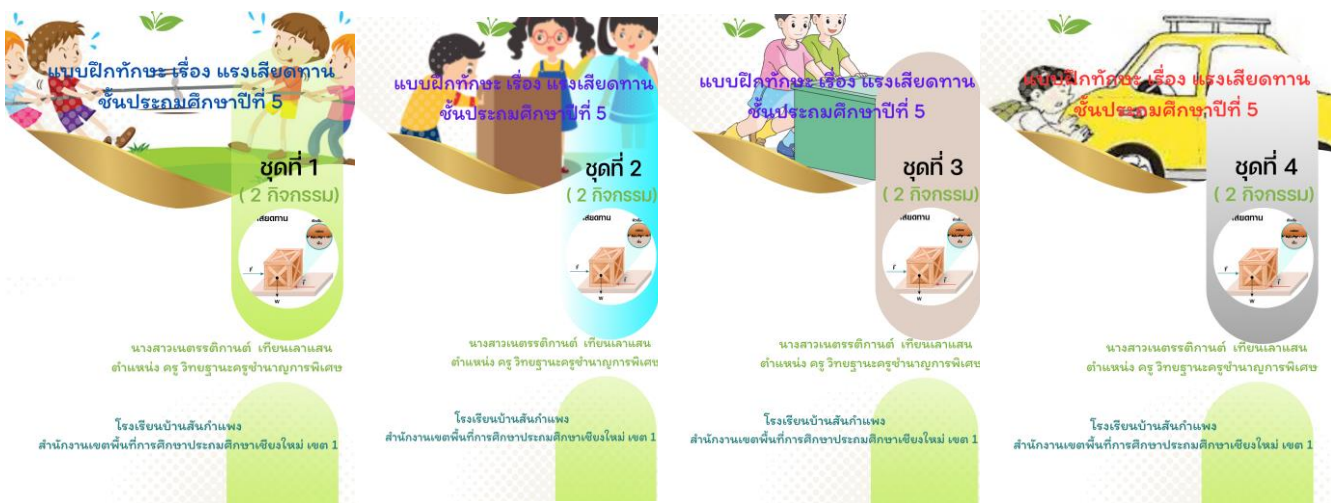 แบบฝึกทักษะ เรื่อง แรงเสียดทาน
ชั้นประถมศึกษาปีที่ 5
ชุดที่ 1
( 2 กิจกรรม)
เสียดทาน
f
f
w
นางสาวเนตรรติกานต์ เทียนเลาแสน
ตำแหน่ง ครู วิทยฐานะครูชำนาญการพิเศษ
โรงเรียนบ้านสันกำแพง
สำนักงานเขตพื้นที่การศึกษาประถมศึกษาเชียงใหม่ เขต 1
แบบฝึกทักษะ เรื่อง แรงเสียดทาน
ชั้นประถมศึกษาปีที่ 5
ชุดที่ 2
( 2 กิจกรรม)
เสียดทาน
f
f
w
นางสาวเนตรรติกานต์ เทียนเลาแสน
ตำแหน่ง ครู วิทยฐานะครูชำนาญการพิเศษ
โรงเรียนบ้านสันกำแพง
สำนักงานเขตพื้นที่การศึกษาประถมศึกษาเชียงใหม่ เขต 1
แบบฝึกทักษะ เรื่อง แรงเสียดทาน
ชั้นประถมศึกษาปีที่ 5
ชุดที่ 3
( 2 กิจกรรม)
เสียดทาน
f
f
w
นางสาวเนตรรติกานต์ เทียนเลาแสน
ตำแหน่ง ครู วิทยฐานะครูชำนาญการพิเศษ
โรงเรียนบ้านสันกำแพง
สำนักงานเขตพื้นที่การศึกษาประถมศึกษาเชียงใหม่ เขต 1
แบบฝึกทักษะ เรื่อง แรงเสียดทาน
ชั้นประถมศึกษาปีที่ 5
ชุดที่ 4
( 2 กิจกรรม)
เสียดทาน
f
f
w
นางสาวเนตรรติกานต์ เทียนเลาแสน
ตำแหน่ง ครู วิทยฐานะครูชำนาญการพิเศษ
โรงเรียนบ้านสันกำแพง
สำนักงานเขตพื้นที่การศึกษาประถมศึกษาเชียงใหม่ เขต 1